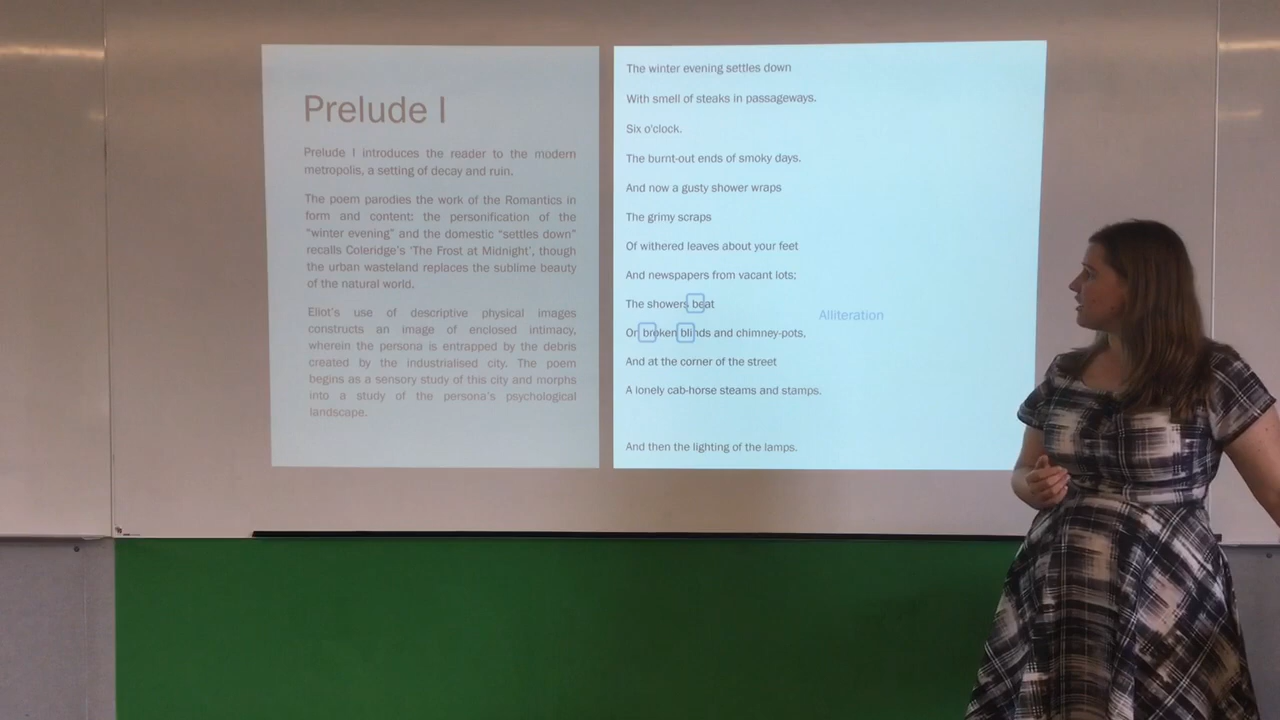 Prelude I
Prelude I introduces the reader to the modern
metropolis, a setting of decay and ruin.
The poem parodies the work of the Romantics in
form and content: the personification of the
"winter evening" and the domestic "settles down"
recalls Coleridge's 'The Frost at Midnight', though
the urban wasteland replaces the sublime beauty
of the natural world.
Eliot's use of descriptive physical images
constructs an image of enclosed intimacy,
wherein the persona is entrapped by the debris
created by the industrialised city. The poem
begins as a sensory study of this city and morphs
into a study of the persona's psychological
landscape.
The winter evening settles down
With smell of steaks in passageways.
Six o'clock.
The burnt-out ends of smoky days.
And now a gusty shower wraps
The grimy scraps
Of withered leaves about your feet
And newspapers from vacant lots;
The showers beat
On broken blinds and chimney-pots,
And at the corner of the street
A lonely cab-horse steams and stamps.
And then the lighting of the lamps.
Alliteration